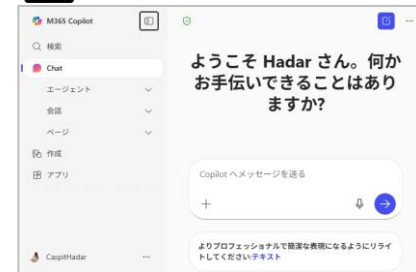 M365 Copilot
検索
Chat
エージェント
会話
ページ
作成
アプリ
CaspitHadar
ようこそ Hadar さん。何か
お手伝いできることはあり
ますか?
Copilot へメッセージを送る
よりプロフェッショナルで簡潔な表現になるようにリライ
トしてください:テキスト